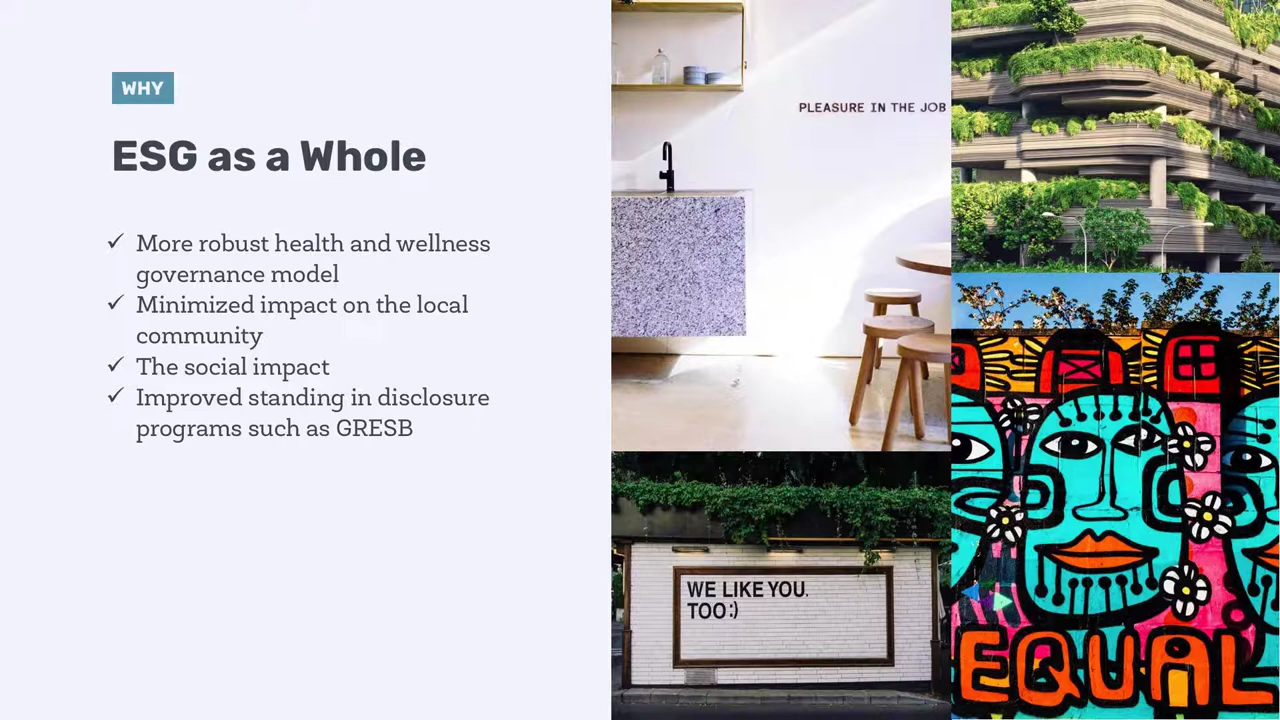 WHY
ESG as a Whole
✓ More robust health and wellness
governance model
✓ Minimized impact on the local
community
✓ The social impact
✓ Improved standing in disclosure
programs such as GRESB
PLEASURE IN THE JOB
WE LIKE YOU.
TOO:)
EQUAL